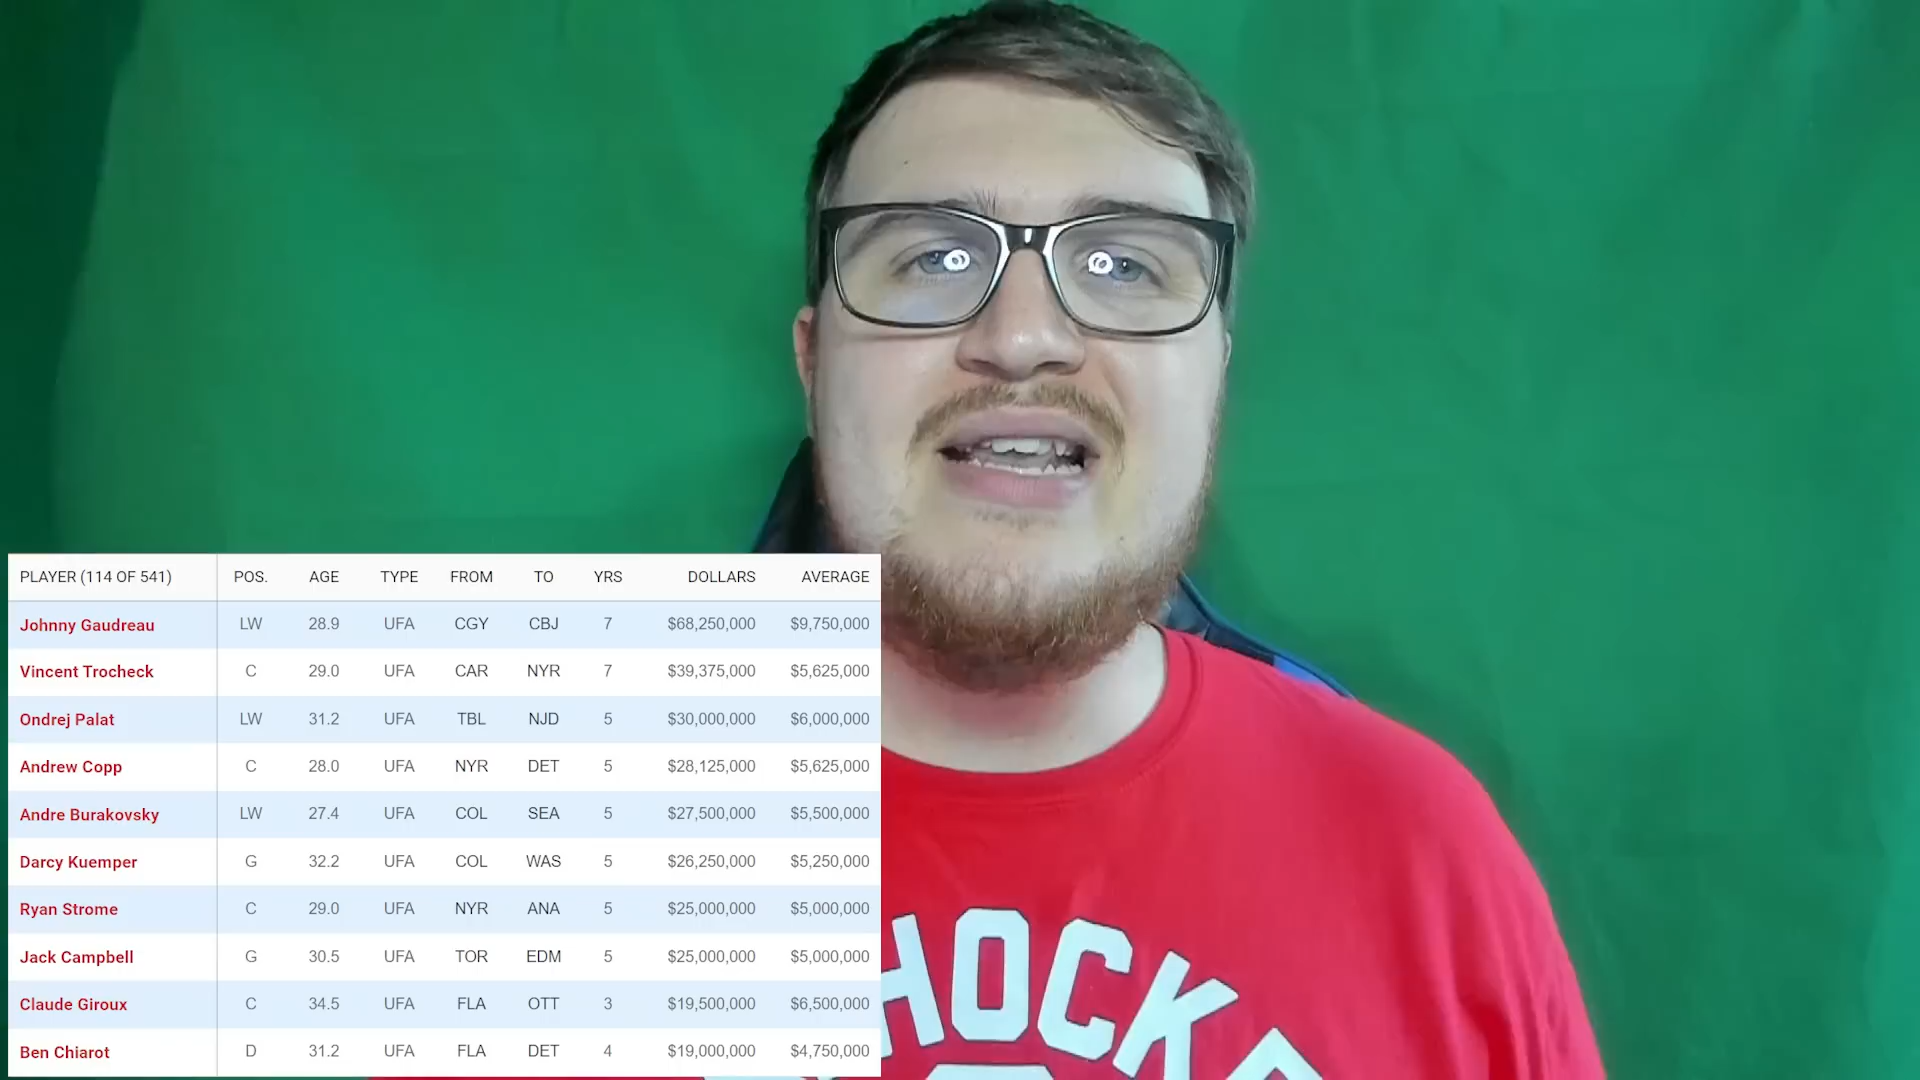 PLAYER (114 OF 541) POS. AGE TYPE FROM TO YRS DOLLARS AVERAGE
Johnny Gaudreau LW 28.9 UFA CGY CBJ 7 $68,250,000 $9,750,000
Vincent Trocheck C 29.0 UFA CAR NYR 7 $39,375,000 $5,625,000
Ondrej Palat LW 31.2 UFA TBL NJD 5 $30,000,000 $6,000,000
Andrew Copp C 28.0 UFA NYR DET 5 $28,125,000 $5,625,000
Andre Burakovsky LW 27.4 UFA COL SEA 5 $27,500,000 $5,500,000
Darcy Kuemper G 32.2 UFA COL WAS 5 $26,250,000 $5,250,000
Ryan Strome C 29.0 UFA NYR ANA 5 $25,000,000 $5,000,000
Jack Campbell G 30.5 UFA TOR EDM 5 $25,000,000 $5,000,000
Claude Giroux C 34.5 UFA FLA OTT 3 $19,500,000 $6,500,000
Ben Chiarot D 31.2 UFA FLA DET 4 $19,000,000 $4,750,000
HOCKE